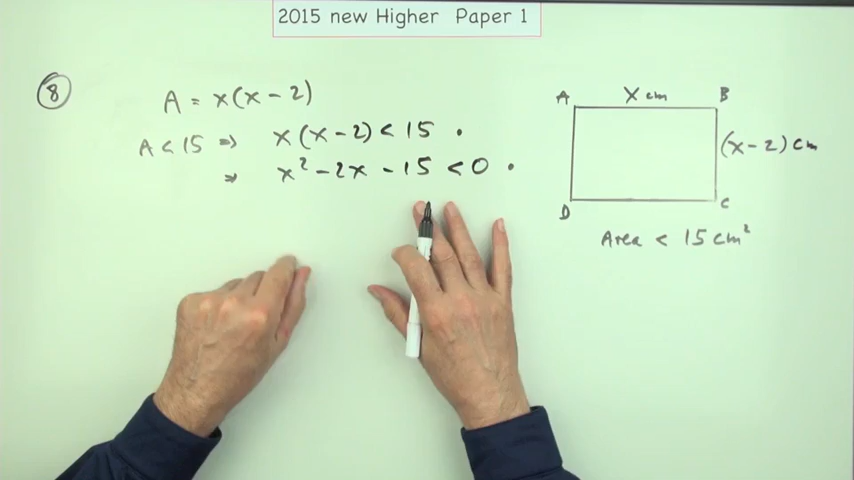 2015 new Higher Paper 1
8
A = x(x - 2)
A < 15 ⇒ x(x - 2) < 15 .
⇒ x² - 2x - 15 < 0 .
A x cm B
(x - 2) cm
D C
Area < 15 cm²